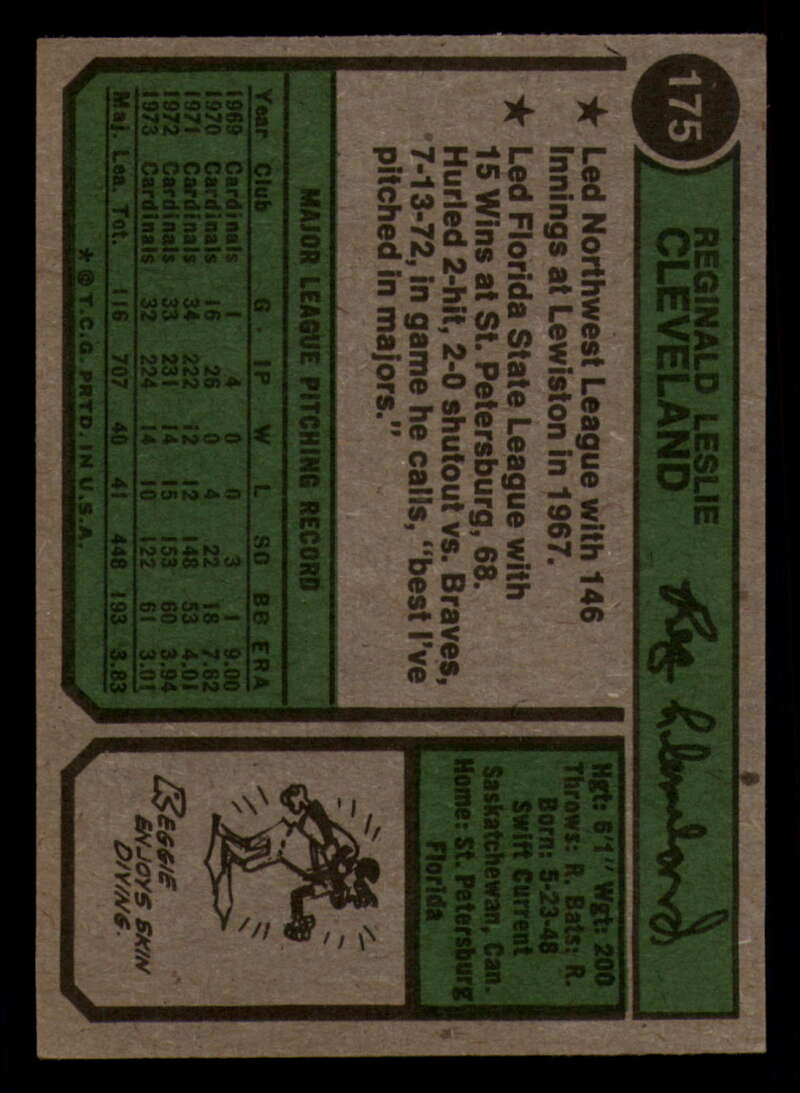 175
REGINALD LESLIE
CLEVELAND
Reg Cleveland
★ Led Northwest League with 146
Innings at Lewiston in 1967.
★ Led Florida State League with
15 Wins at St. Petersburg, 68.
Hurled 2-hit, 2-0 shutout vs. Braves,
7-13-72, in game he calls, “best I’ve
pitched in majors.”
MAJOR LEAGUE PITCHING RECORD
Year Club G. IP W L SO BB ERA
1969 Cardinals 1 4 0 0 3 1 9.00
1970 Cardinals 16 26 0 4 22 18 7.62
1971 Cardinals 34 222 12 12 148 53 4.01
1972 Cardinals 33 231 14 15 153 60 3.94
1973 Cardinals 32 224 14 10 122 61 3.01
Maj. Lea. Tot. 116 707 40 41 448 193 3.83
* © T.C.G. PRTD. IN U.S.A.
Hgt: 6'1" Wgt: 200
Throws: R. Bats: R.
Born: 5-23-48
Swift Current
Saskatchewan, Can.
Home: St. Petersburg
Florida
REGGIE
ENJOYS SKIN
DIVING.